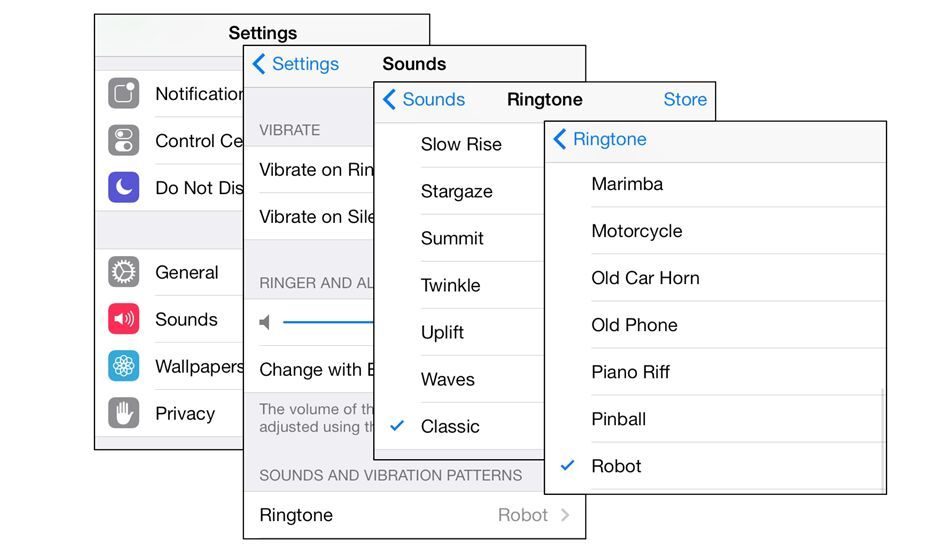 Settings
Notification
Control Ce
Do Not Dis
General
Sounds
Wallpapers
Privacy
Settings
Sounds
VIBRATE
Vibrate on Rin
Vibrate on Sile
RINGER AND AL
Change with B
The volume of th
adjusted using th
SOUNDS AND VIBRATION PATTERNS
Ringtone Robot
Sounds
Ringtone
Store
Slow Rise
Stargaze
Summit
Twinkle
Uplift
Waves
Classic
Ringtone
Marimba
Motorcycle
Old Car Horn
Old Phone
Piano Riff
Pinball
Robot